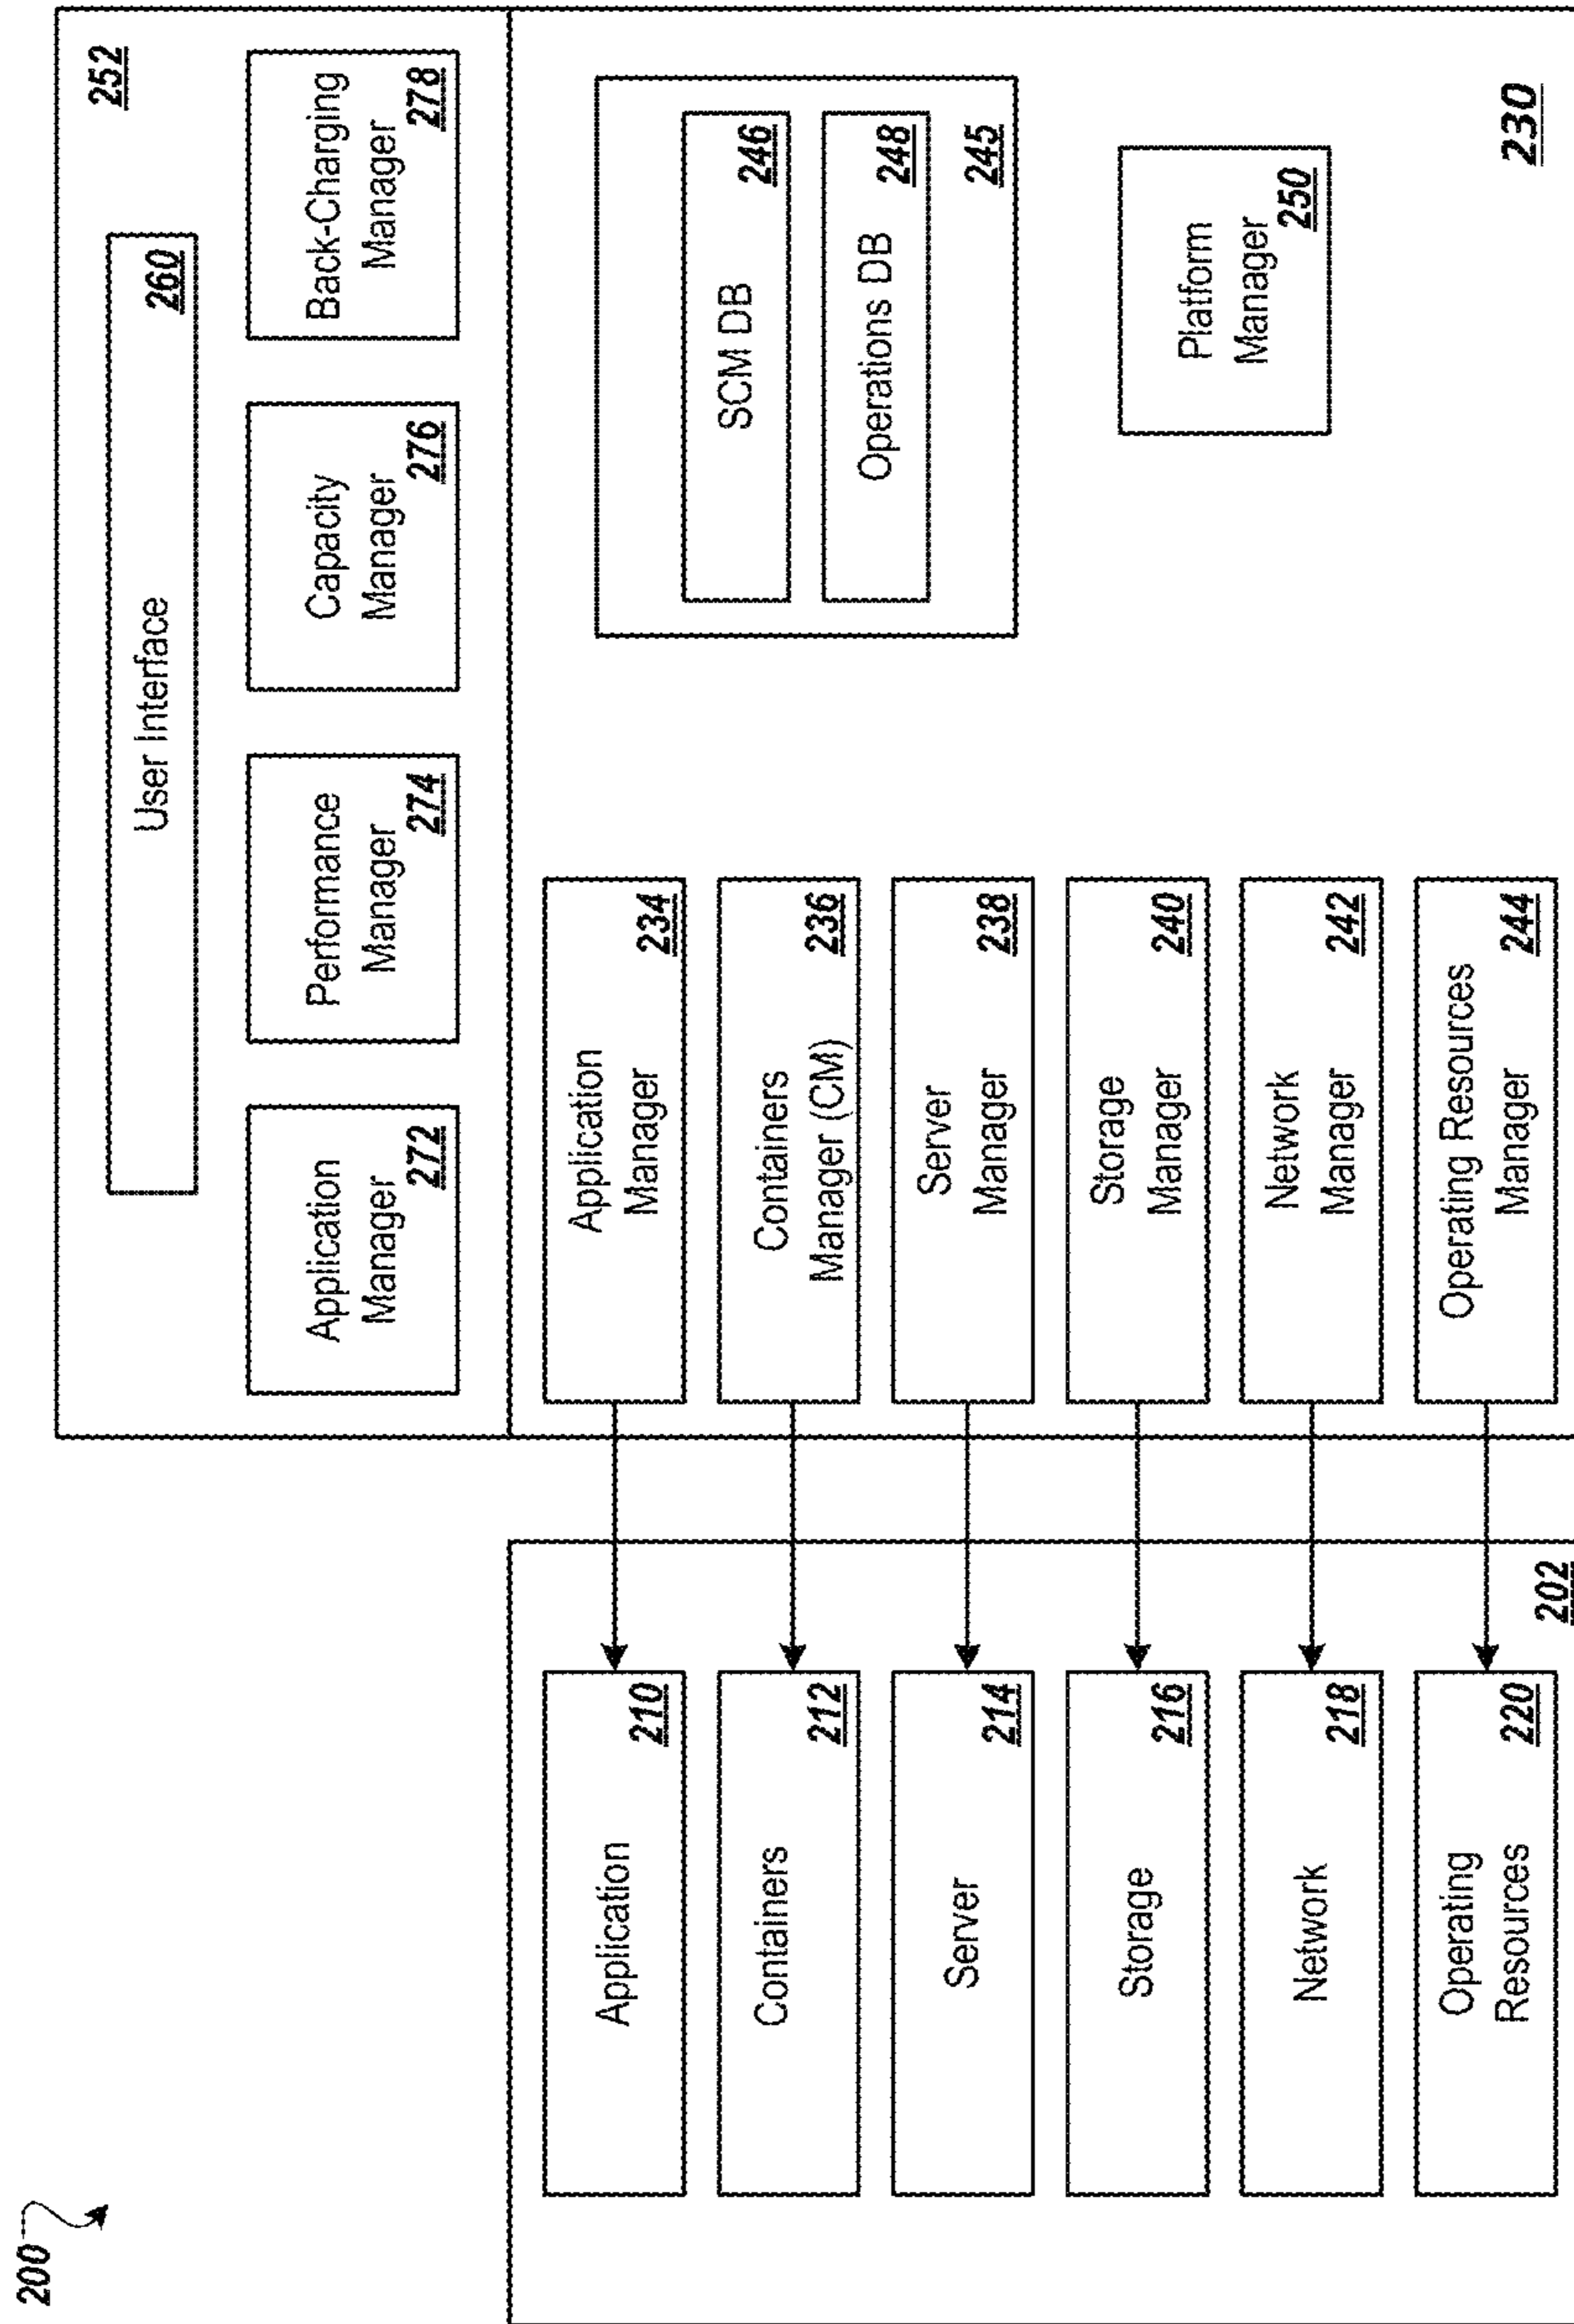 200
252
User Interface
260
Application
Manager
272
Performance
Manager
274
Capacity
Manager
276
Back-Charging
Manager
278
Application
210
Containers
212
Server
214
Storage
216
Network
218
Operating
Resources
220
202
Application
Manager
234
Containers
Manager (CM)
236
Server
Manager
238
Storage
Manager
240
Network
Manager
242
Operating Resources
Manager
244
SCM DB
246
Operations DB
248
245
Platform
Manager
250
230